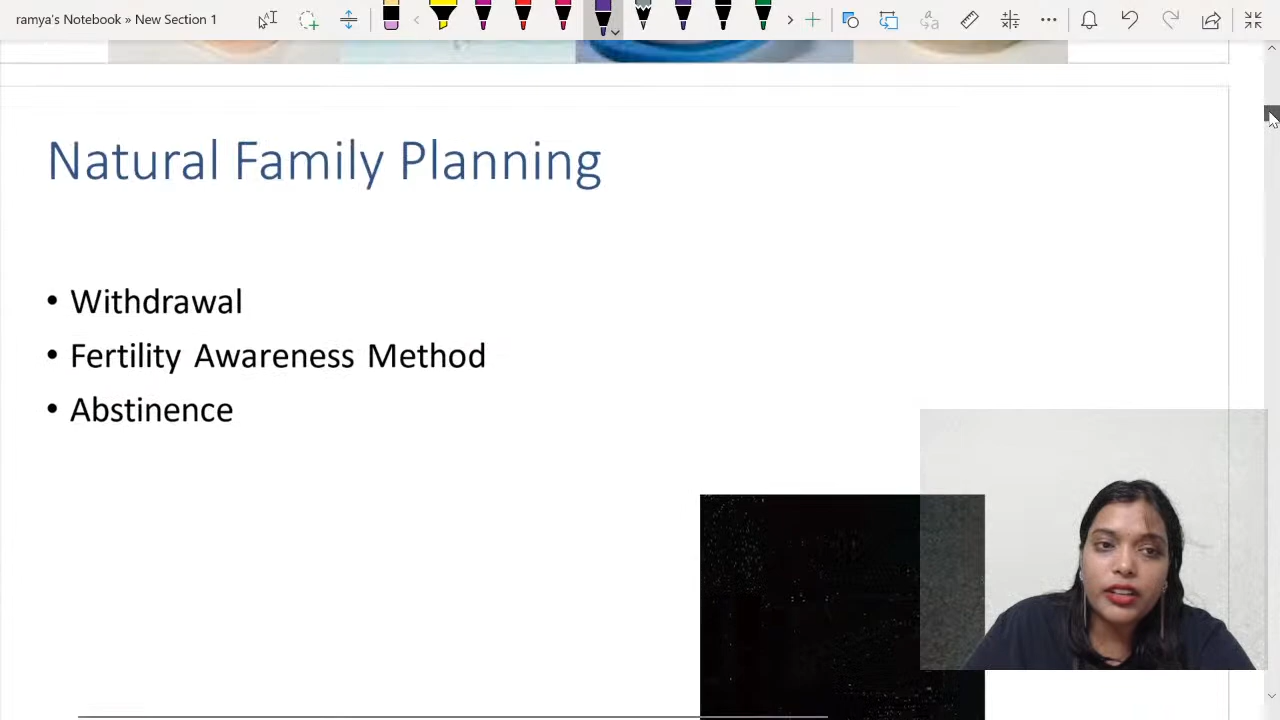 ramya's Notebook » New Section 1
Natural Family Planning
• Withdrawal
• Fertility Awareness Method
• Abstinence